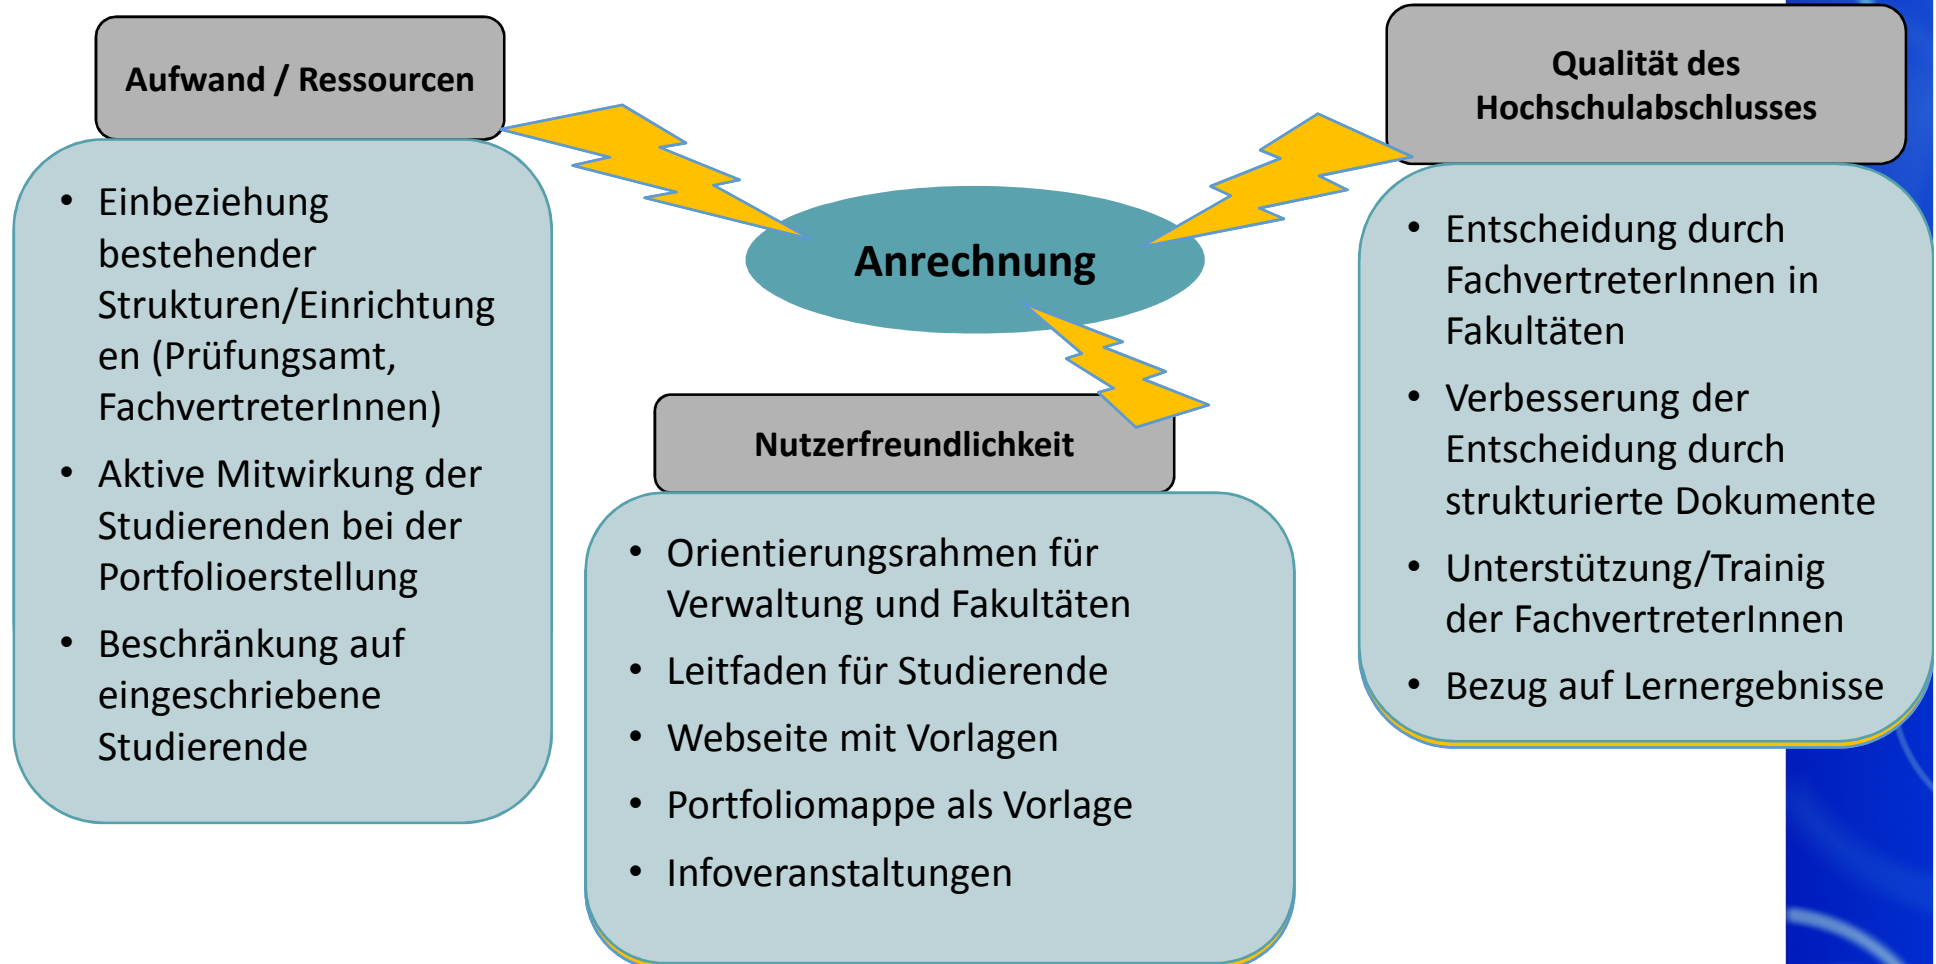 Aufwand / Ressourcen
• Einbeziehung
bestehender
Strukturen/Einrichtung
en (Prüfungsamt,
FachvertreterInnen)
• Aktive Mitwirkung der
Studierenden bei der
Portfolioerstellung
• Beschränkung auf
eingeschriebene
Studierende
Anrechnung
Nutzerfreundlichkeit
• Orientierungsrahmen für
Verwaltung und Fakultäten
• Leitfaden für Studierende
• Webseite mit Vorlagen
• Portfoliomappe als Vorlage
• Infoveranstaltungen
Qualität des
Hochschulabschlusses
• Entscheidung durch
FachvertreterInnen in
Fakultäten
• Verbesserung der
Entscheidung durch
strukturierte Dokumente
• Unterstützung/Trainig
der FachvertreterInnen
• Bezug auf Lernergebnisse